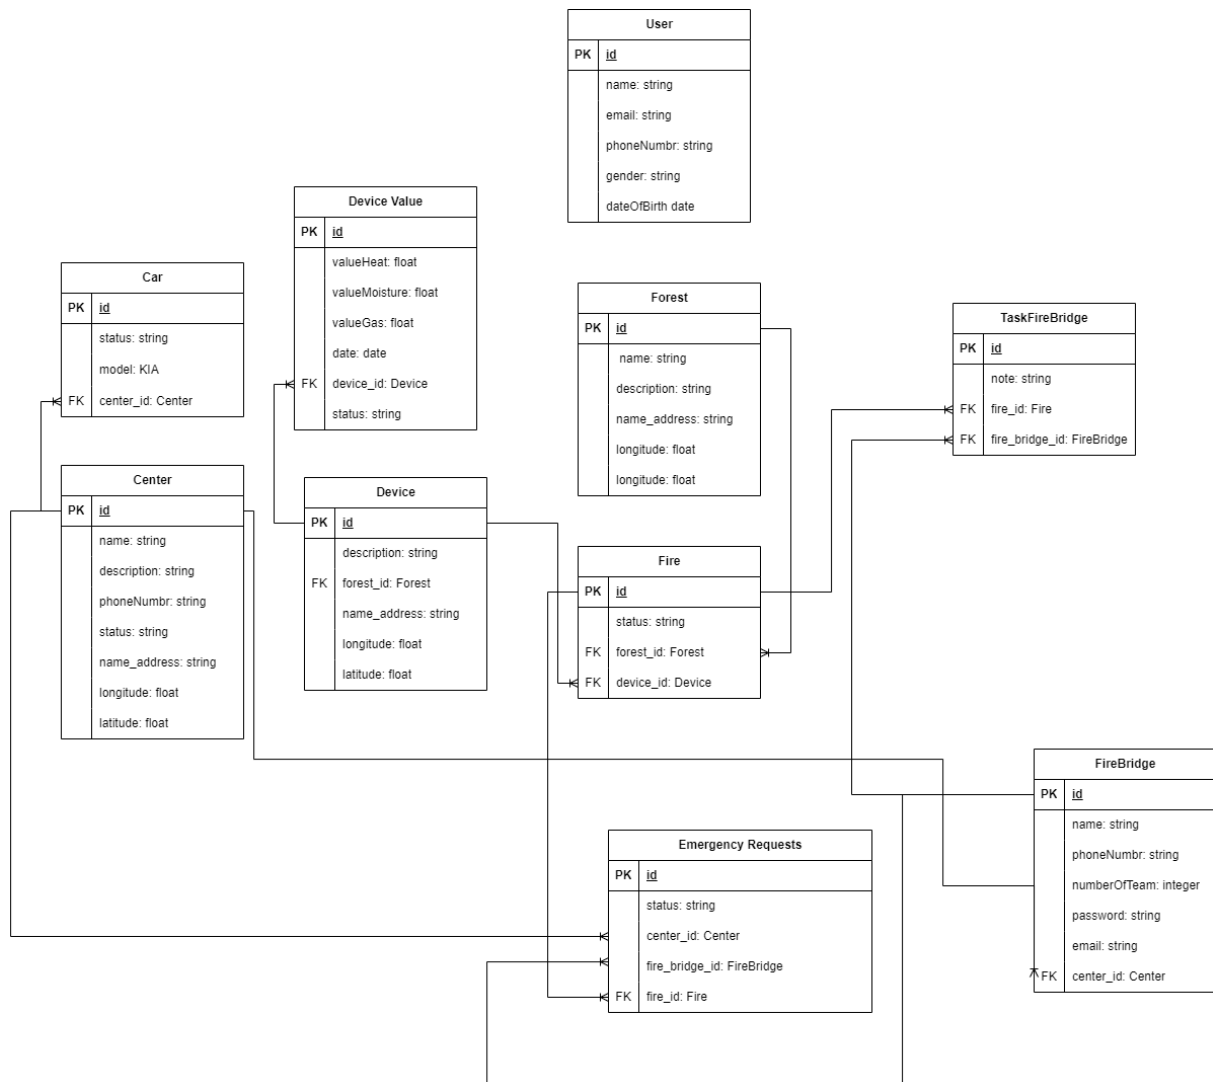 User
PK id
name: string
email: string
phoneNumbr: string
gender: string
dateOfBirth date
Device Value
PK id
valueHeat: float
valueMoisture: float
valueGas: float
date: date
FK device_id: Device
status: string
Car
PK id
status: string
model: KIA
FK center_id: Center
Forest
PK id
name: string
description: string
name_address: string
longitude: float
longitude: float
TaskFireBridge
PK id
note: string
FK fire_id: Fire
FK fire_bridge_id: FireBridge
Center
PK id
name: string
description: string
phoneNumbr: string
status: string
name_address: string
longitude: float
latitude: float
Device
PK id
description: string
FK forest_id: Forest
name_address: string
longitude: float
latitude: float
Fire
PK id
status: string
FK forest_id: Forest
FK device_id: Device
FireBridge
PK id
name: string
phoneNumbr: string
numberOfTeam: integer
password: string
email: string
FK center_id: Center
Emergency Requests
PK id
status: string
center_id: Center
fire_bridge_id: FireBridge
FK fire_id: Fire